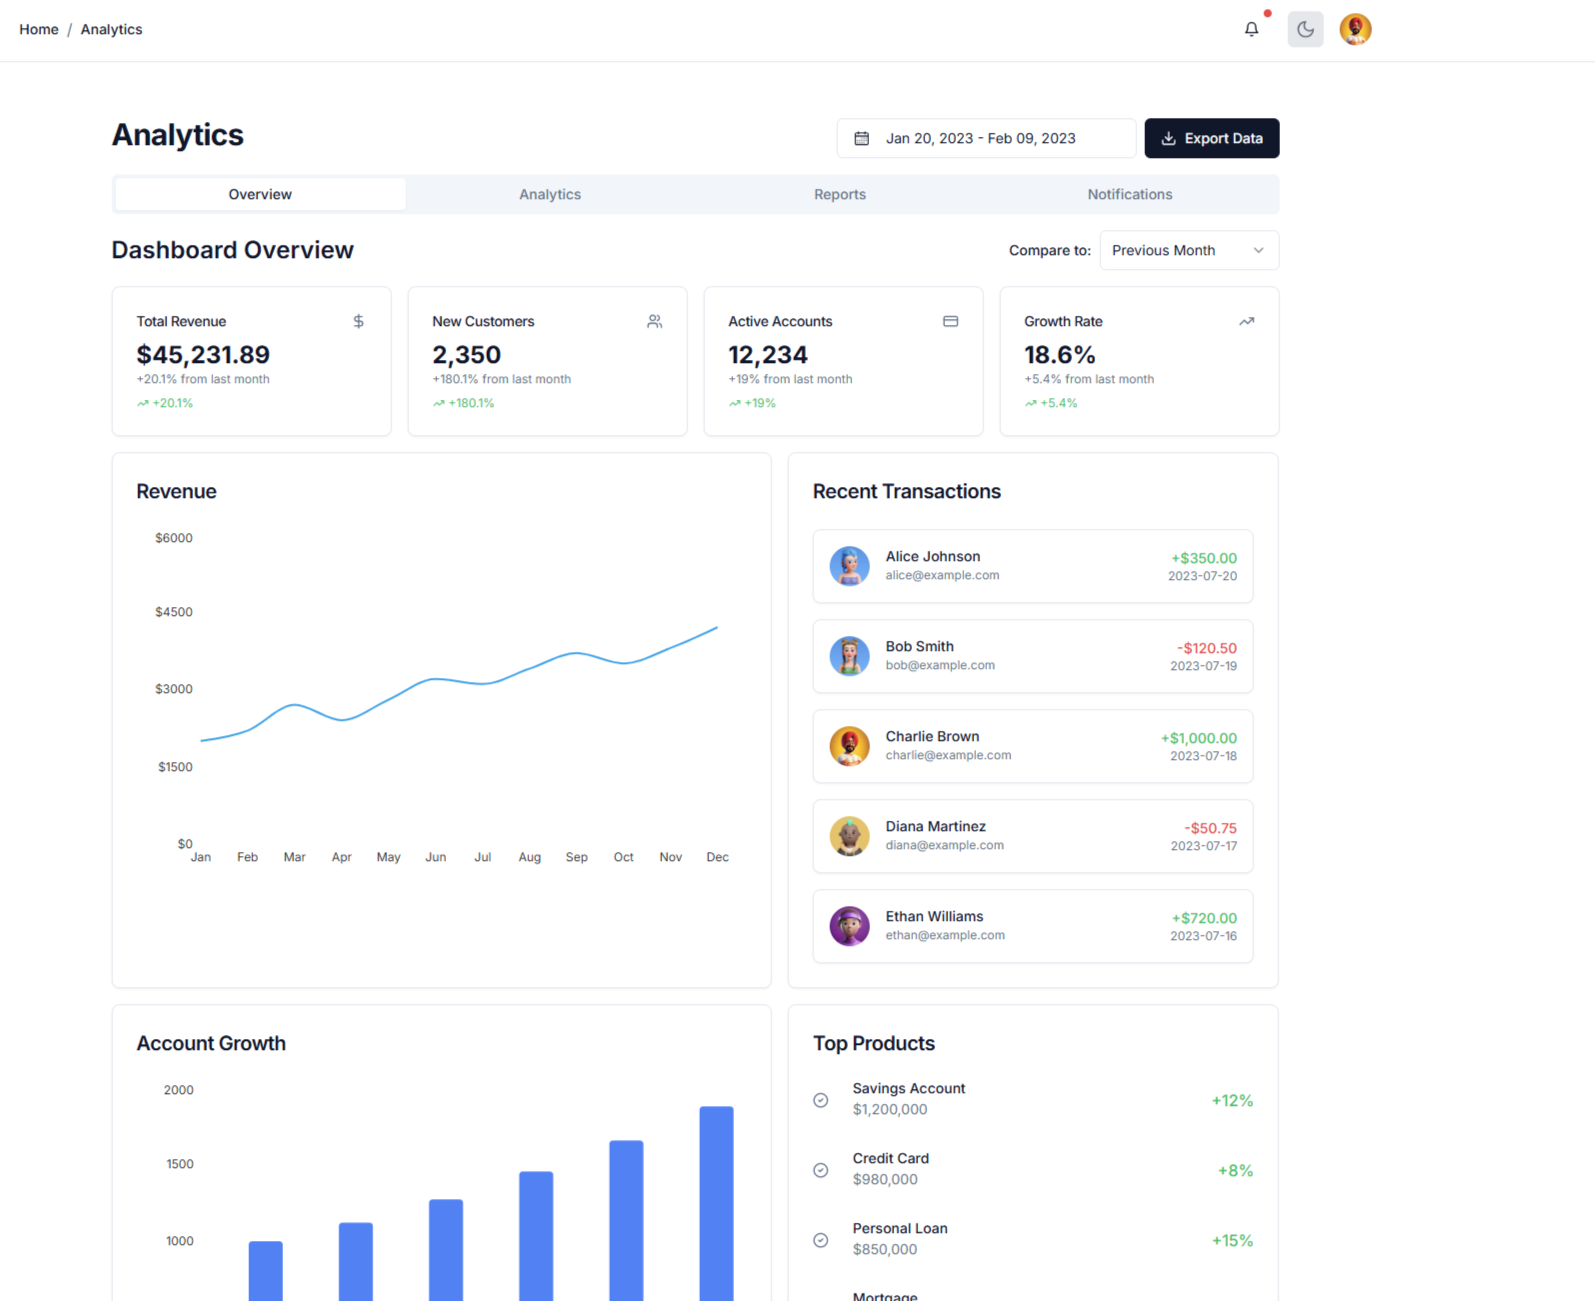 Home / Analytics
Analytics
Jan 20, 2023 - Feb 09, 2023
Export Data
Overview
Analytics
Reports
Notifications
Dashboard Overview
Compare to: Previous Month
Total Revenue
$45,231.89
+20.1% from last month
+20.1%
New Customers
2,350
+180.1% from last month
+180.1%
Active Accounts
12,234
+19% from last month
+19%
Growth Rate
18.6%
+5.4% from last month
+5.4%
Revenue
$6000
$4500
$3000
$1500
$0
Jan Feb Mar Apr May Jun Jul Aug Sep Oct Nov Dec
Recent Transactions
Alice Johnson
alice@example.com
+$350.00
2023-07-20
Bob Smith
bob@example.com
-$120.50
2023-07-19
Charlie Brown
charlie@example.com
+$1,000.00
2023-07-18
Diana Martinez
diana@example.com
-$50.75
2023-07-17
Ethan Williams
ethan@example.com
+$720.00
2023-07-16
Account Growth
2000
1500
1000
Top Products
Savings Account
$1,200,000
+12%
Credit Card
$980,000
+8%
Personal Loan
$850,000
+15%
Mortgage